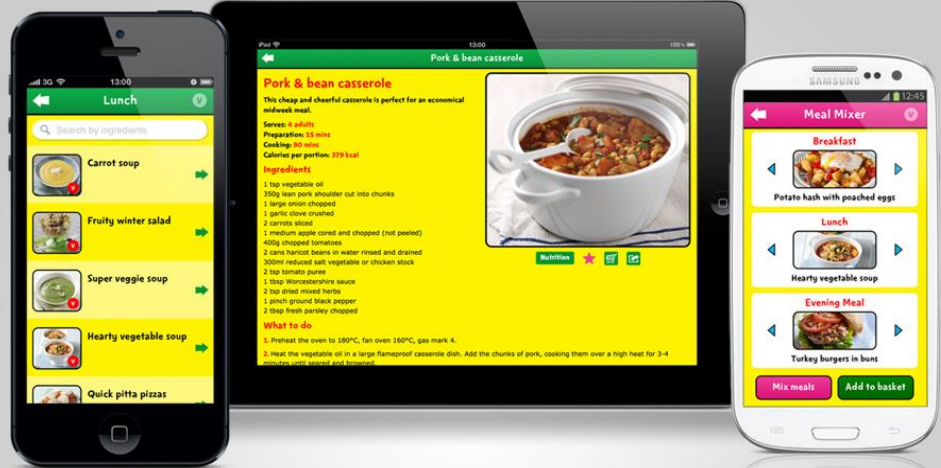 3G 13:00
Lunch
V
Search by ingredients
Carrot soup
V
Fruity winter salad
V
Super veggie soup
V
Hearty vegetable soup
V
Quick pitta pizzas
iPad 13:00 100%
Pork & bean casserole
Pork & bean casserole
This cheap and cheerful casserole is perfect for an economical
midweek meal.
Serves: 4 adults
Preparation: 15 mins
Cooking: 90 mins
Calories per portion: 379 kcal
Ingredients
1 tsp vegetable oil
350g lean pork shoulder cut into chunks
1 large onion chopped
1 garlic clove crushed
2 carrots sliced
1 medium apple cored and chopped (not peeled)
400g chopped tomatoes
2 cans haricot beans in water rinsed and drained
300ml reduced salt vegetable or chicken stock
2 tsp tomato puree
1 tbsp Worcestershire sauce
2 tsp dried mixed herbs
1 pinch ground black pepper
2 tbsp fresh parsley chopped
Nutrition
What to do
1. Preheat the oven to 180°C, fan oven 160°C, gas mark 4.
2. Heat the vegetable oil in a large flameproof casserole dish. Add the chunks of pork, cooking them over a high heat for 3-4
minutes until seared and browned.
SAMSUNG
12:45
Meal Mixer
V
Breakfast
Potato hash with poached eggs
Lunch
Hearty vegetable soup
Evening Meal
Turkey burgers in buns
Mix meals
Add to basket